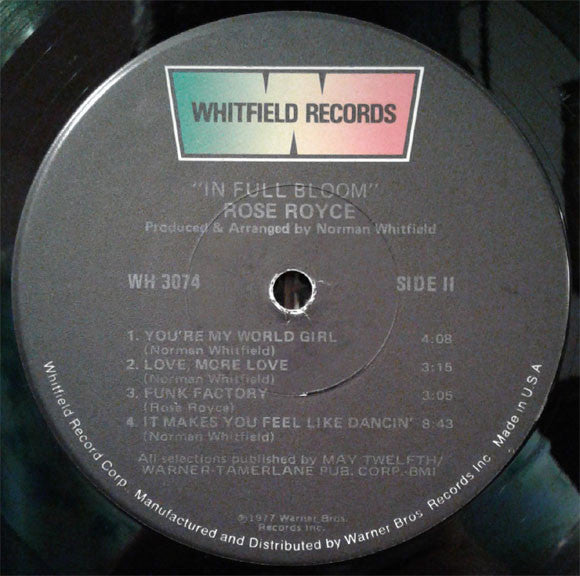 WHITFIELD RECORDS
"IN FULL BLOOM"
ROSE ROYCE
Produced & Arranged by Norman Whitfield
WH 3074 SIDE II
1. YOU'RE MY WORLD GIRL 4:08
(Norman Whitfield)
2. LOVE, MORE LOVE 3:15
(Norman Whitfield)
3. FUNK FACTORY 3:05
(Rose Royce)
4. IT MAKES YOU FEEL LIKE DANCIN' 8:43
(Norman Whitfield)
All selections published by MAY TWELFTH/
WARNER-TAMERLANE PUB. CORP.-BMI
℗1977 Warner Bros.
Records Inc.
Whitfield Record Corp. Manufactured and Distributed by Warner Bros. Records Inc. Made in U.S.A